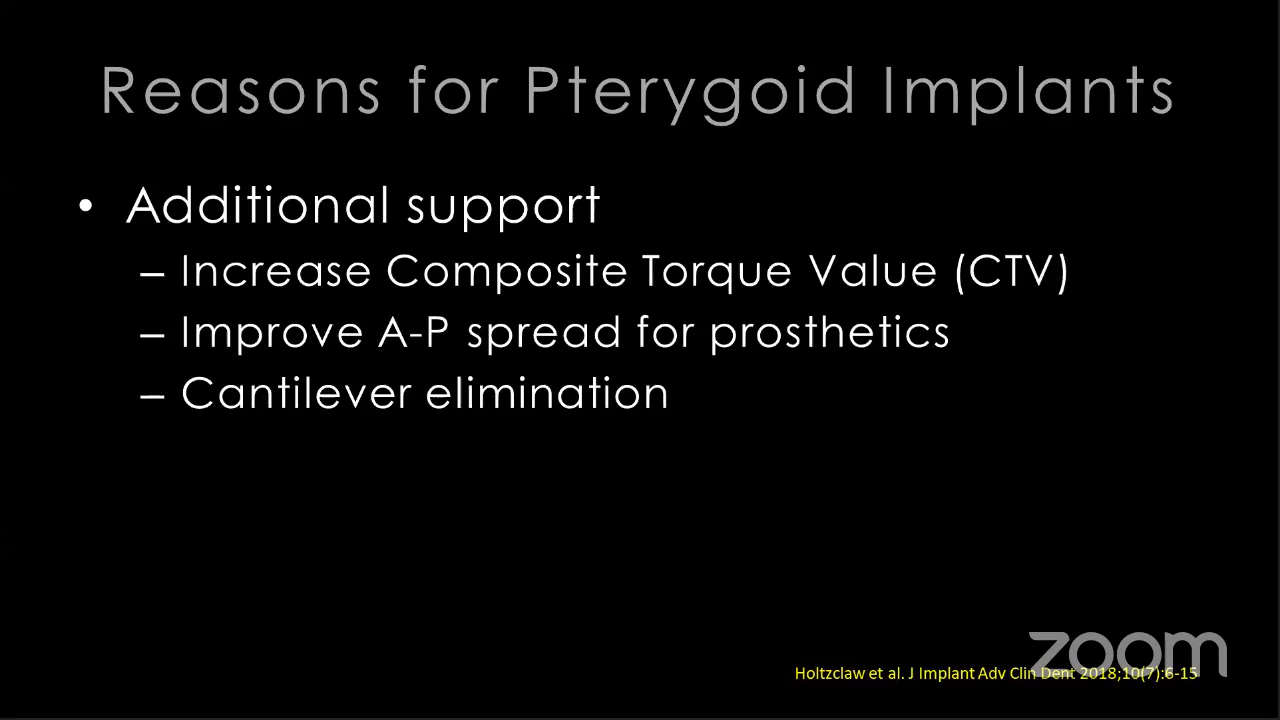 Reasons for Pterygoid Implants
• Additional support
– Increase Composite Torque Value (CTV)
– Improve A-P spread for prosthetics
– Cantilever elimination
zoom
Holtzclaw et al. J Implant Adv Clin Dent 2018;10(7):6-15